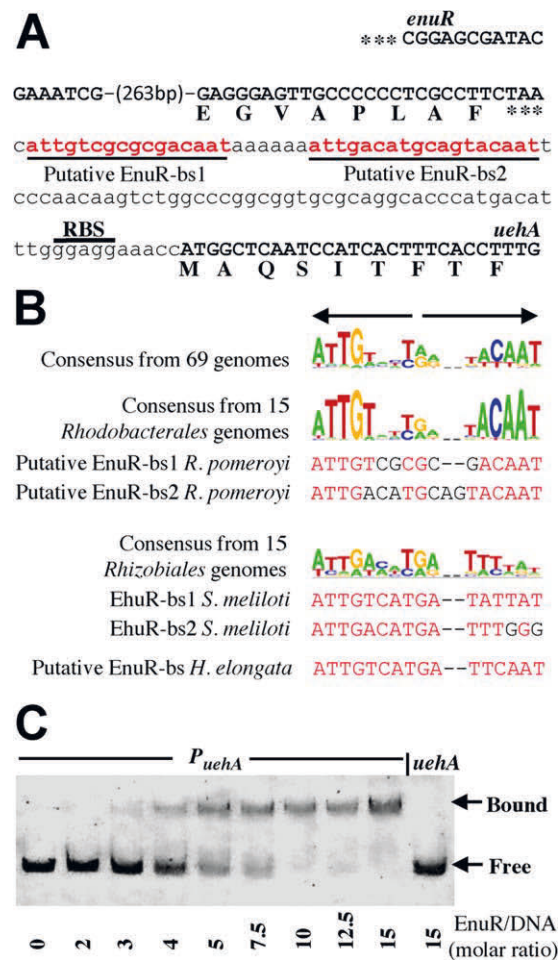 A
enuR
***CGGAGCGATAC
GAAATCG-(263bp)-GAGGGAGTTGCCCCCCTCGCCTTCTAA
E G V A P L A F ***
cattgtcgcgcgacaataaaaaaattgacatgcagtacaatt
Putative EnuR-bs1 Putative EnuR-bs2
cccaacaagtctggcccggcgtgcgcaggcacccatgacat
RBS uehA
ttgggaggaaaccATGGCTCAATCCATCACTTTCACCTTTG
M A Q S I T F T F
B
Consensus from 69 genomes
Consensus from 15
Rhodobacterales genomes
Putative EnuR-bs1 R. pomeroyi ATTGTCGCGC--GACAAT
Putative EnuR-bs2 R. pomeroyi ATTGACATGCAGTACAAT
Consensus from 15
Rhizobiales genomes
EhuR-bs1 S. meliloti ATTGTCATGA--TATTAT
EhuR-bs2 S. meliloti ATTGACATGA--TTTGGG
Putative EnuR-bs H. elongata ATTGTCATGA--TTCAAT
C
PuehA uehA
Bound
Free
0 2 3 4 5 7.5 10 12.5 15 15 EnuR/DNA
(molar ratio)